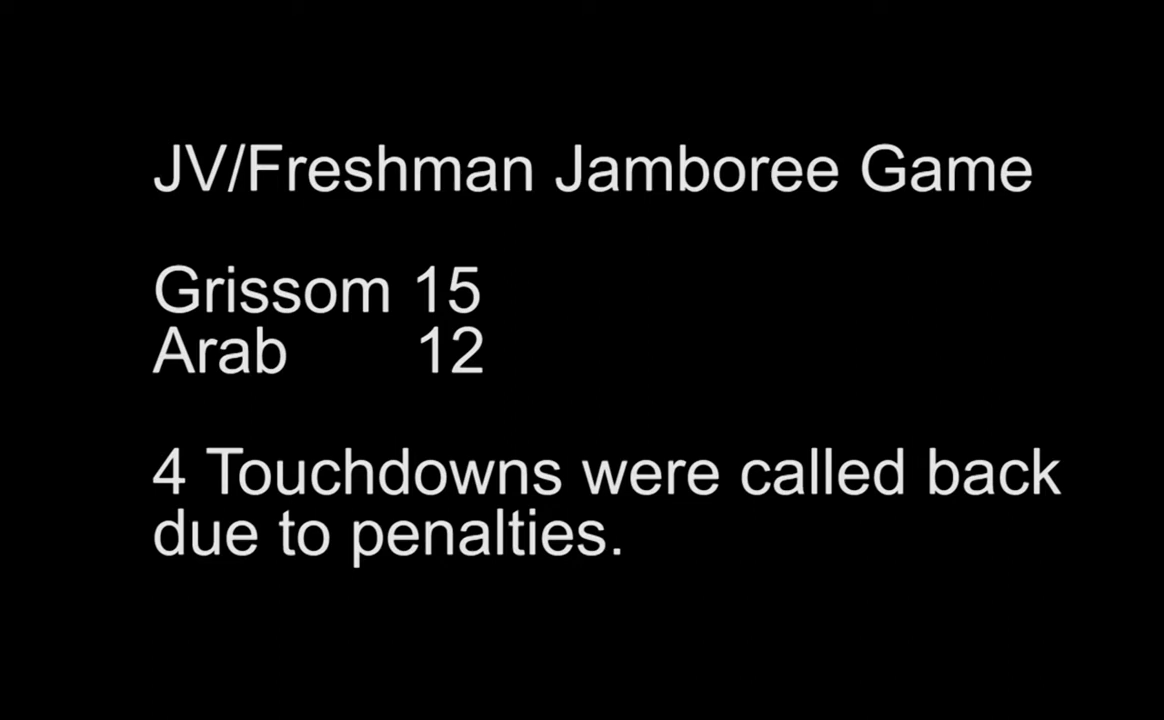 JV/Freshman Jamboree Game
Grissom 15
Arab 12
4 Touchdowns were called back
due to penalties.